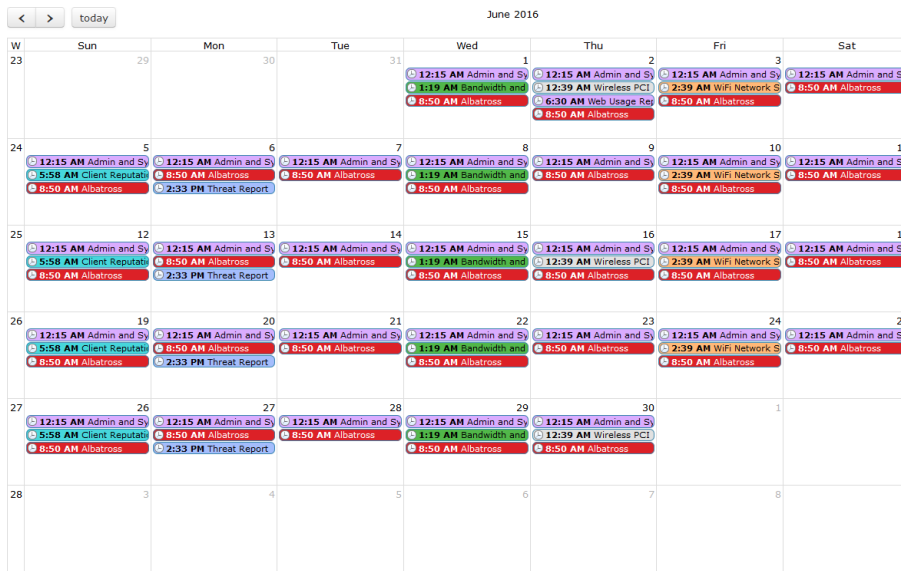 today
June 2016
W Sun Mon Tue Wed Thu Fri Sat
23 29 30 31 1 2 3
12:15 AM Admin and Sy 12:15 AM Admin and Sy 12:15 AM Admin and Sy 12:15 AM Admin and S
1:19 AM Bandwidth and 12:39 AM Wireless PCI 2:39 AM WiFi Network S 8:50 AM Albatross
8:50 AM Albatross 6:30 AM Web Usage Rep 8:50 AM Albatross
8:50 AM Albatross
24 5 6 7 8 9 10 1
12:15 AM Admin and Sy 12:15 AM Admin and Sy 12:15 AM Admin and Sy 12:15 AM Admin and Sy 12:15 AM Admin and Sy 12:15 AM Admin and Sy 12:15 AM Admin and S
5:58 AM Client Reputati 8:50 AM Albatross 8:50 AM Albatross 1:19 AM Bandwidth and 8:50 AM Albatross 2:39 AM WiFi Network S 8:50 AM Albatross
8:50 AM Albatross 2:33 PM Threat Report 8:50 AM Albatross 8:50 AM Albatross
25 12 13 14 15 16 17 1
12:15 AM Admin and Sy 12:15 AM Admin and Sy 12:15 AM Admin and Sy 12:15 AM Admin and Sy 12:15 AM Admin and Sy 12:15 AM Admin and Sy 12:15 AM Admin and S
5:58 AM Client Reputati 8:50 AM Albatross 8:50 AM Albatross 1:19 AM Bandwidth and 12:39 AM Wireless PCI 2:39 AM WiFi Network S 8:50 AM Albatross
8:50 AM Albatross 2:33 PM Threat Report 8:50 AM Albatross 8:50 AM Albatross 8:50 AM Albatross
26 19 20 21 22 23 24 2
12:15 AM Admin and Sy 12:15 AM Admin and Sy 12:15 AM Admin and Sy 12:15 AM Admin and Sy 12:15 AM Admin and Sy 12:15 AM Admin and Sy 12:15 AM Admin and S
5:58 AM Client Reputati 8:50 AM Albatross 8:50 AM Albatross 1:19 AM Bandwidth and 8:50 AM Albatross 2:39 AM WiFi Network S 8:50 AM Albatross
8:50 AM Albatross 2:33 PM Threat Report 8:50 AM Albatross 8:50 AM Albatross
27 26 27 28 29 30 1
12:15 AM Admin and Sy 12:15 AM Admin and Sy 12:15 AM Admin and Sy 12:15 AM Admin and Sy 12:15 AM Admin and Sy
5:58 AM Client Reputati 8:50 AM Albatross 8:50 AM Albatross 1:19 AM Bandwidth and 12:39 AM Wireless PCI
8:50 AM Albatross 2:33 PM Threat Report 8:50 AM Albatross 8:50 AM Albatross
28 3 4 5 6 7 8